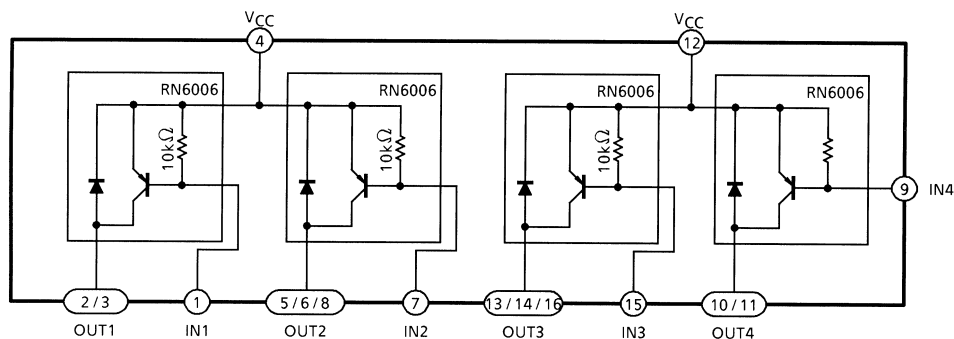 VCC VCC
4 12
RN6006 RN6006 RN6006 RN6006
10kΩ 10kΩ 10kΩ
9 IN4
2 / 3 1 5 / 6 / 8 7 13 / 14 / 16 15 10 / 11
OUT1 IN1 OUT2 IN2 OUT3 IN3 OUT4